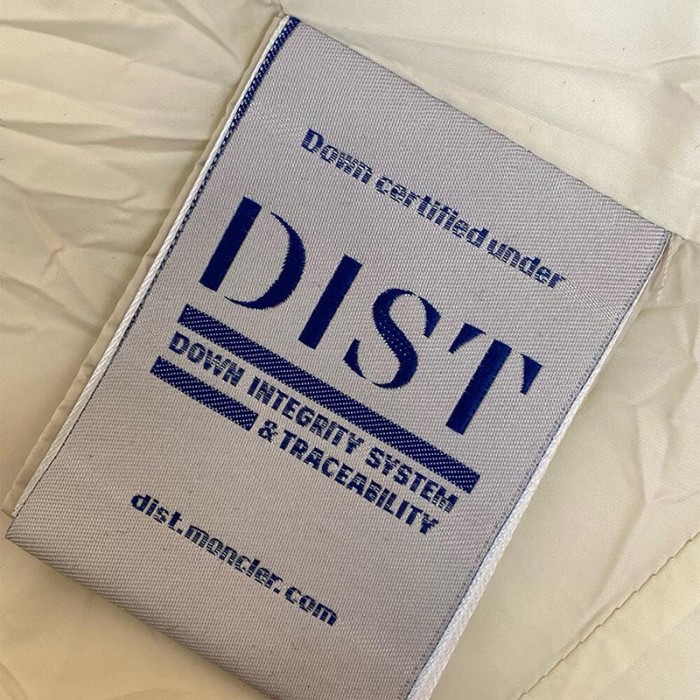 Down certified under
DIST
DOWN INTEGRITY SYSTEM
& TRACEABILITY
dist.moncler.com